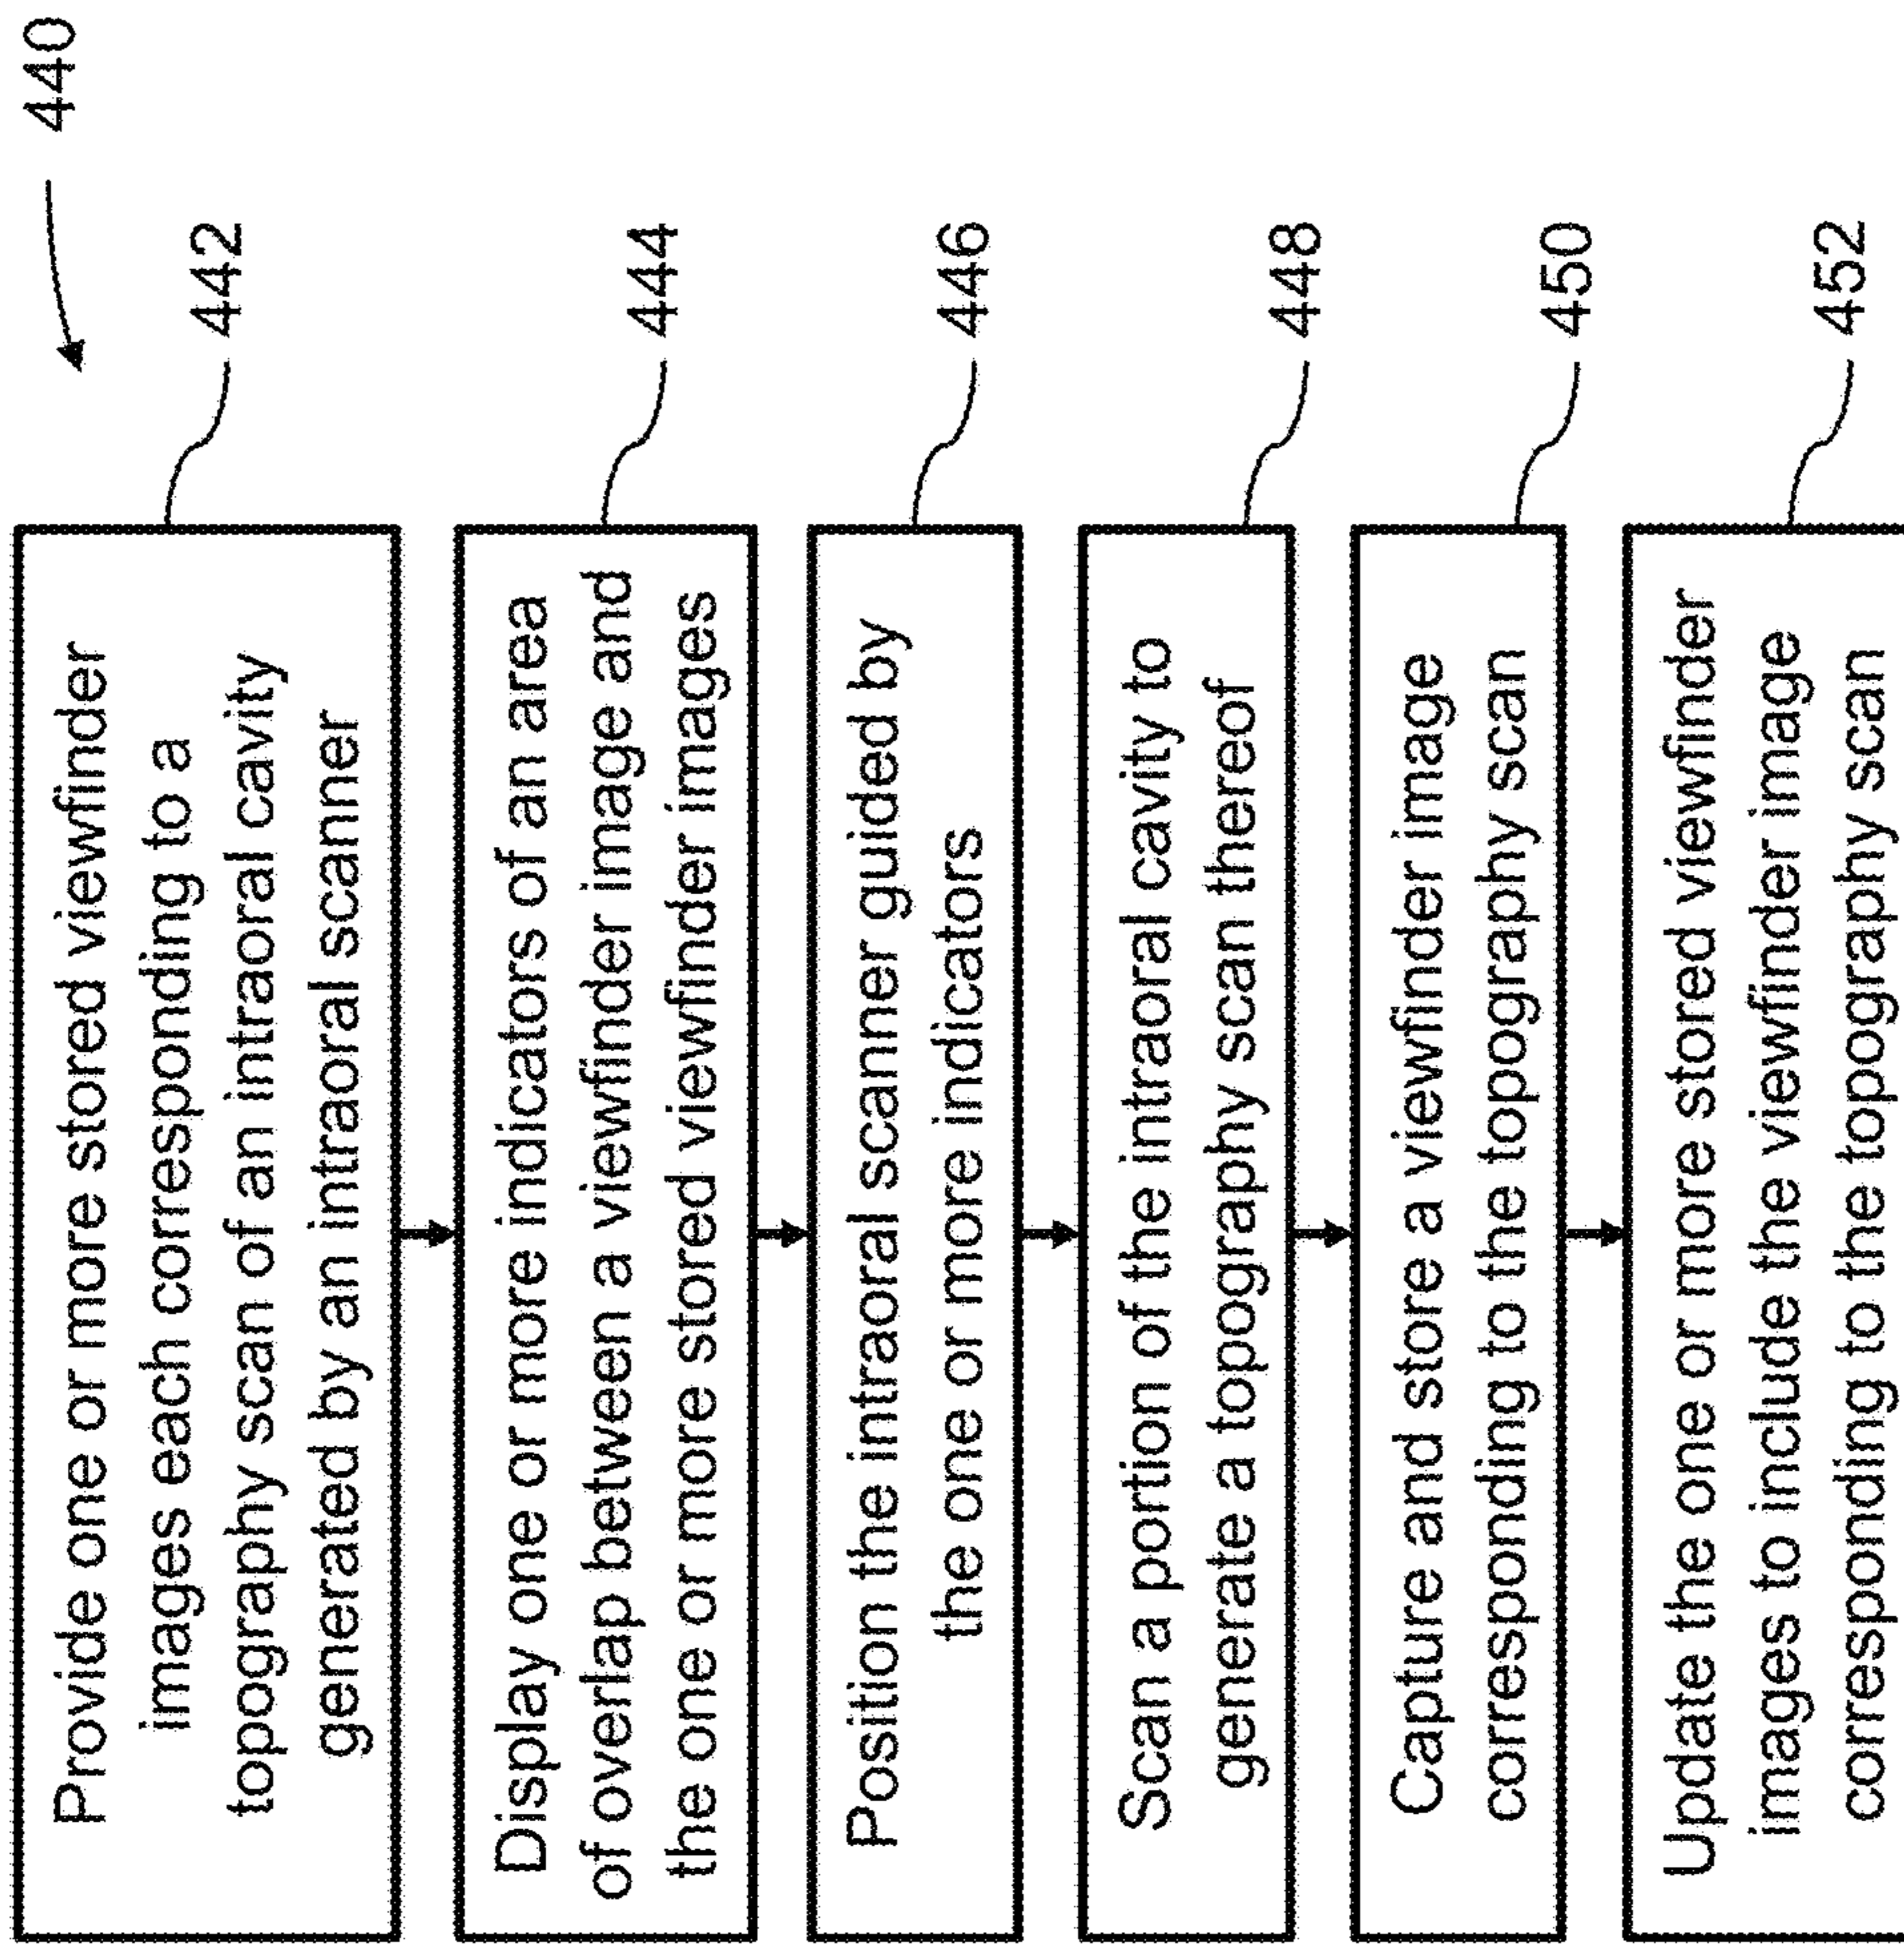 440
Provide one or more stored viewfinder
images each corresponding to a
topography scan of an intraoral cavity
generated by an intraoral scanner
442
Display one or more indicators of an area
of overlap between a viewfinder image and
the one or more stored viewfinder images
444
Position the intraoral scanner guided by
the one or more indicators
446
Scan a portion of the intraoral cavity to
generate a topography scan thereof
448
Capture and store a viewfinder image
corresponding to the topography scan
450
Update the one or more stored viewfinder
images to include the viewfinder image
corresponding to the topography scan
452